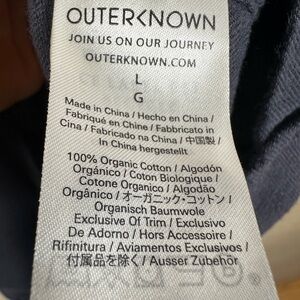 OUTERKNOWN
JOIN US ON OUR JOURNEY
OUTERKNOWN.COM
L
G
Made in China / Hecho en China /
Fabriqué en Chine / Fabbricato in
Cina / Fabricado na China / 中国製 /
In China hergestellt
100% Organic Cotton / Algodón
Orgánico / Coton Biologique /
Cotone Organico / Algodão
Orgânico / オーガニック・コットン /
Organisch Baumwole
Exclusive Of Trim / Exclusivo
De Adorno / Hors Accessoire /
Rifinitura / Aviamentos Exclusivos /
付属品を除く / Ausser Zubehör